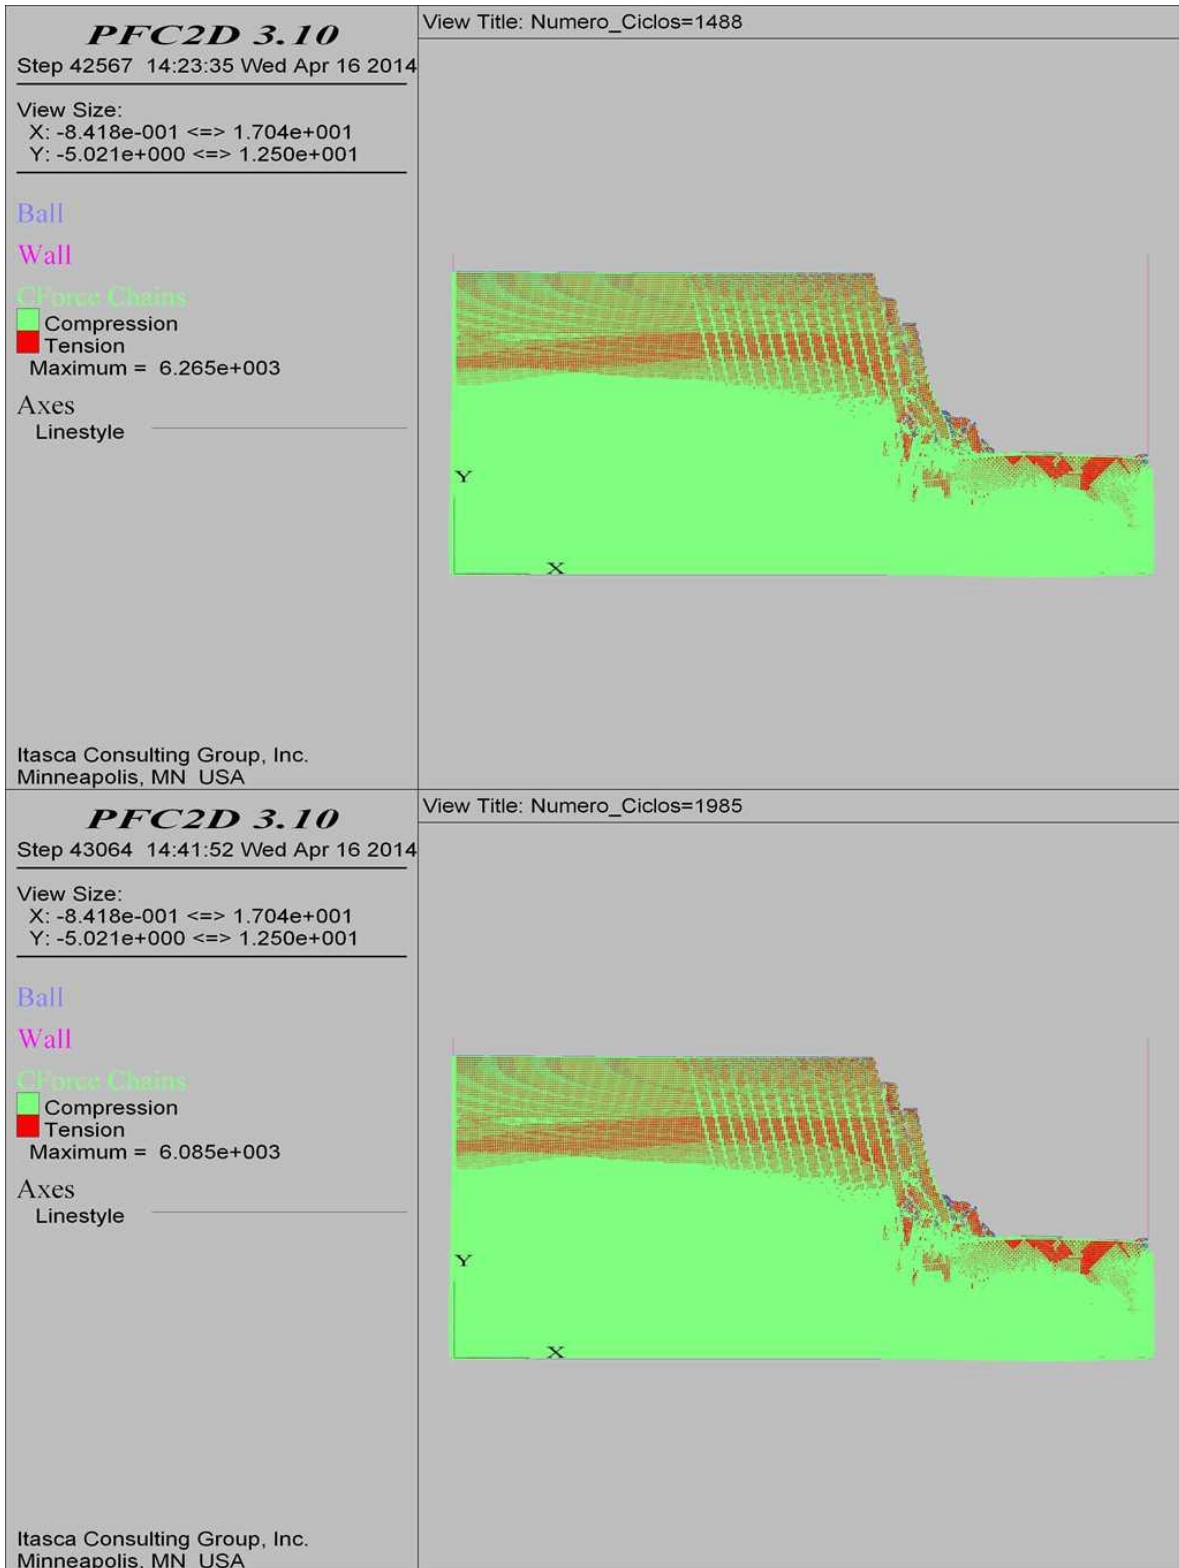 PFC2D 3.10
Step 42567  14:23:35 Wed Apr 16 2014
View Size:
X: -8.418e-001 <=> 1.704e+001
Y: -5.021e+000 <=> 1.250e+001
Ball
Wall
CForce Chains
Compression
Tension
Maximum =  6.265e+003
Axes
Linestyle
Itasca Consulting Group, Inc.
Minneapolis, MN  USA
View Title: Numero_Ciclos=1488
Y
X
PFC2D 3.10
Step 43064  14:41:52 Wed Apr 16 2014
View Size:
X: -8.418e-001 <=> 1.704e+001
Y: -5.021e+000 <=> 1.250e+001
Ball
Wall
CForce Chains
Compression
Tension
Maximum =  6.085e+003
Axes
Linestyle
Itasca Consulting Group, Inc.
Minneapolis, MN  USA
View Title: Numero_Ciclos=1985
Y
X